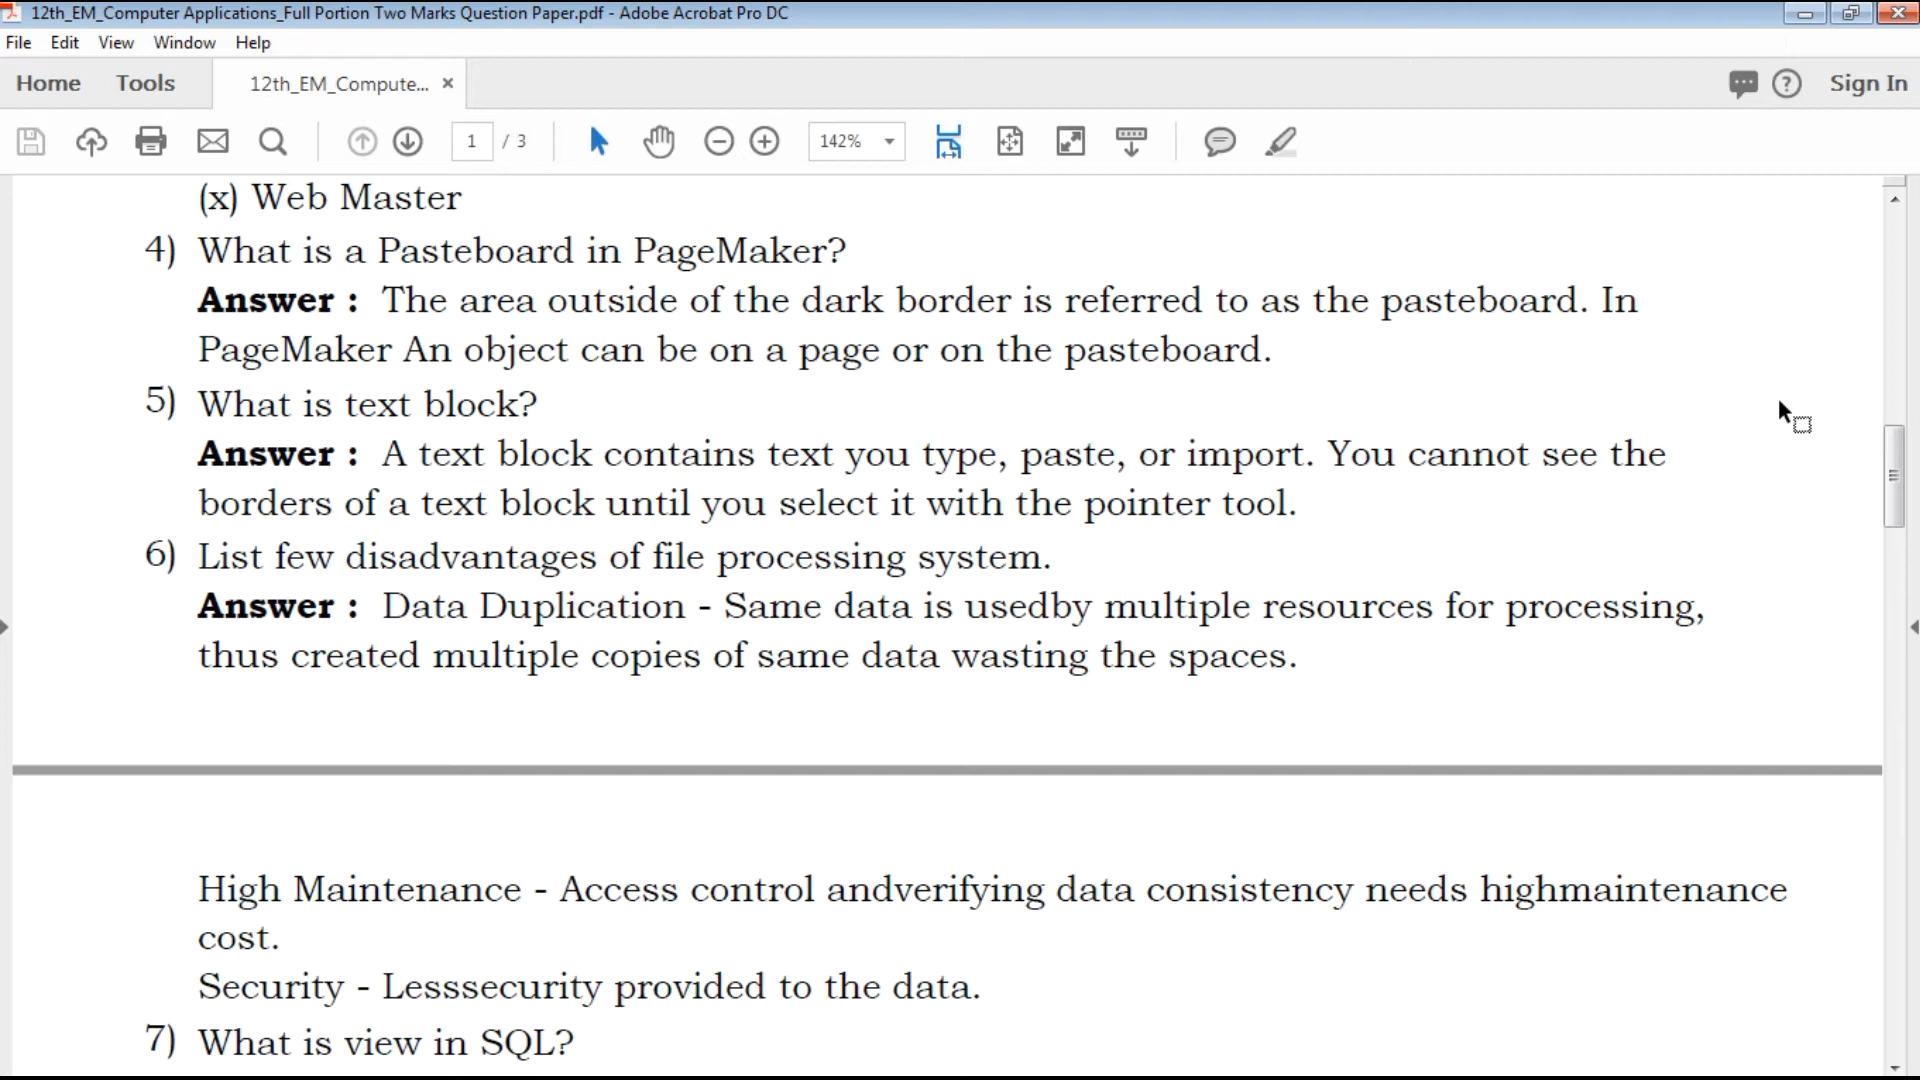 12th_EM_Computer Applications_Full Portion Two Marks Question Paper.pdf - Adobe Acrobat Pro DC
File Edit View Window Help
Home Tools 12th_EM_Compute... × Sign In
1 / 3 142%
(x) Web Master
4) What is a Pasteboard in PageMaker?
Answer : The area outside of the dark border is referred to as the pasteboard. In
PageMaker An object can be on a page or on the pasteboard.
5) What is text block?
Answer : A text block contains text you type, paste, or import. You cannot see the
borders of a text block until you select it with the pointer tool.
6) List few disadvantages of file processing system.
Answer : Data Duplication - Same data is usedby multiple resources for processing,
thus created multiple copies of same data wasting the spaces.
High Maintenance - Access control andverifying data consistency needs highmaintenance
cost.
Security - Lesssecurity provided to the data.
7) What is view in SQL?